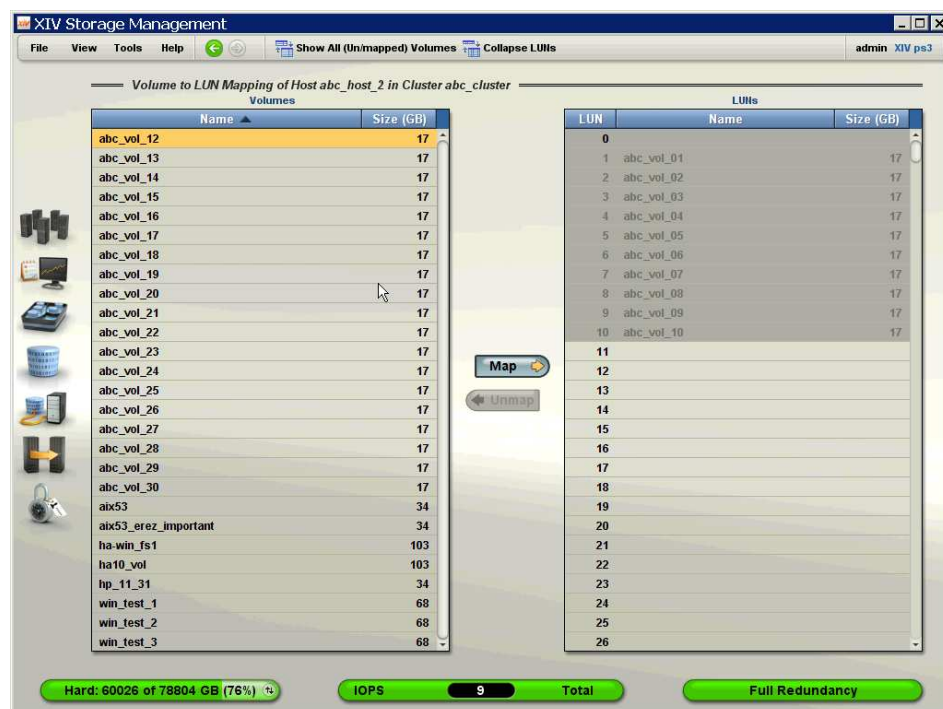 XIV Storage Management
File View Tools Help Show All (Un/mapped) Volumes Collapse LUNs admin XIV ps3
Volume to LUN Mapping of Host abc_host_2 in Cluster abc_cluster
Volumes LUNs
Name Size (GB) LUN Name Size (GB)
abc_vol_12 17 0
abc_vol_13 17 1 abc_vol_01 17
abc_vol_14 17 2 abc_vol_02 17
abc_vol_15 17 3 abc_vol_03 17
abc_vol_16 17 4 abc_vol_04 17
abc_vol_17 17 5 abc_vol_05 17
abc_vol_18 17 6 abc_vol_06 17
abc_vol_19 17 7 abc_vol_07 17
abc_vol_20 17 8 abc_vol_08 17
abc_vol_21 17 9 abc_vol_09 17
abc_vol_22 17 10 abc_vol_10 17
abc_vol_23 17 11
abc_vol_24 17 Map 12
abc_vol_25 17 13
abc_vol_26 17 Unmap 14
abc_vol_27 17 15
abc_vol_28 17 16
abc_vol_29 17 17
abc_vol_30 17 18
aix53 34 19
aix53_erez_important 34 20
ha-win_fs1 103 21
ha10_vol 103 22
hp_11_31 34 23
win_test_1 68 24
win_test_2 68 25
win_test_3 68 26
Hard: 60026 of 78804 GB (76%) IOPS 9 Total Full Redundancy